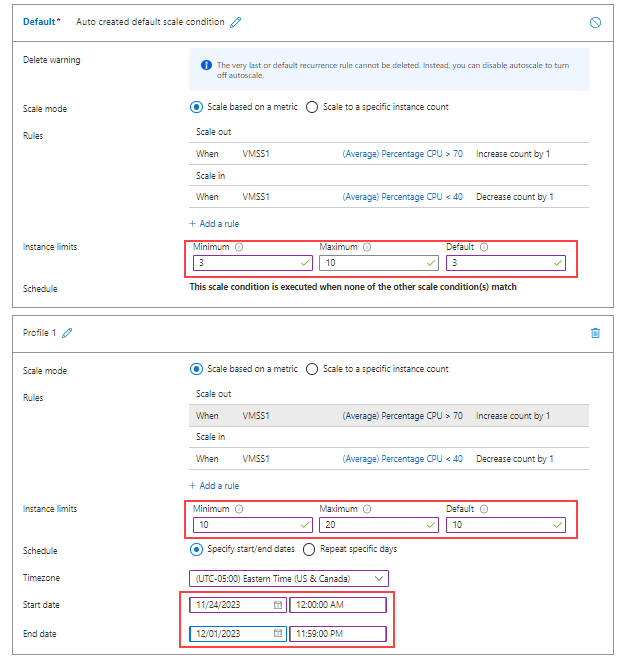 Default* Auto created default scale condition
Delete warning
The very last or default recurrence rule cannot be deleted. Instead, you can disable autoscale to turn
off autoscale.
Scale mode Scale based on a metric Scale to a specific instance count
Rules Scale out
When VMSS1 (Average) Percentage CPU > 70 Increase count by 1
Scale in
When VMSS1 (Average) Percentage CPU < 40 Decrease count by 1
+ Add a rule
Instance limits Minimum Maximum Default
3 10 3
Schedule This scale condition is executed when none of the other scale condition(s) match
Profile 1
Scale mode Scale based on a metric Scale to a specific instance count
Rules Scale out
When VMSS1 (Average) Percentage CPU > 70 Increase count by 1
Scale in
When VMSS1 (Average) Percentage CPU < 40 Decrease count by 1
+ Add a rule
Instance limits Minimum Maximum Default
10 20 10
Schedule Specify start/end dates Repeat specific days
Timezone (UTC-05:00) Eastern Time (US & Canada)
Start date 11/24/2023 12:00:00 AM
End date 12/01/2023 11:59:00 PM